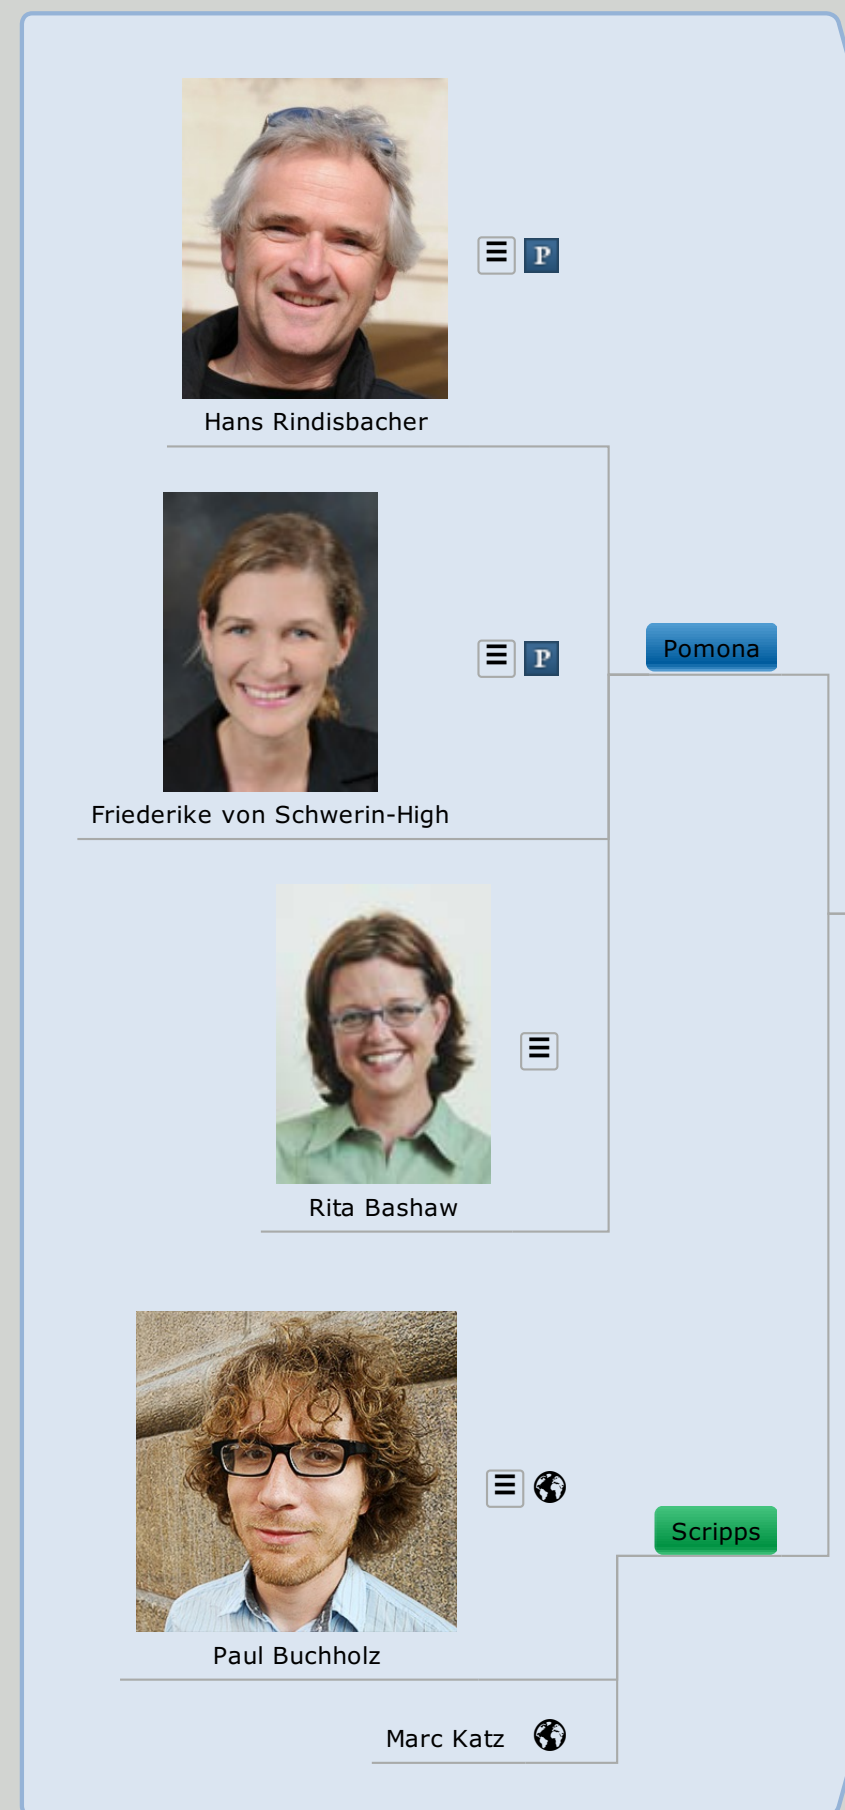 P
Hans Rindisbacher
P
Pomona
Friederike von Schwerin-High
Rita Bashaw
Scripps
Paul Buchholz
Marc Katz